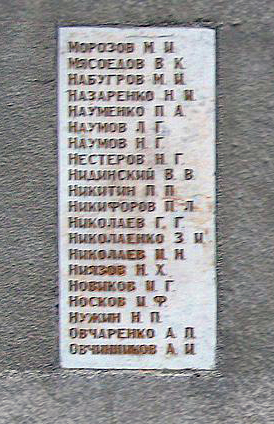 МОРОЗОВ М. И.
МЯСОЕДОВ В. К.
НАБУГРОВ М. И.
НАЗАРЕНКО Н. И.
НАУМЕНКО П. А.
НАУМОВ Л. Г.
НАУМОВ Н. Г.
НЕСТЕРОВ Н. Г.
НИДИНСКИЙ В. В.
НИКИТИН П. П.
НИКИФОРОВ П. Л.
НИКОЛАЕВ Г. Г.
НИКОЛАЕНКО З. И.
НИКОЛАЕВ И. Н.
НИЯЗОВ Н. Х.
НОВИКОВ И. Г.
НОСКОВ И. Ф.
НУЖИН Н. П.
ОВЧАРЕНКО А. П.
ОВЧИННИКОВ А. И.